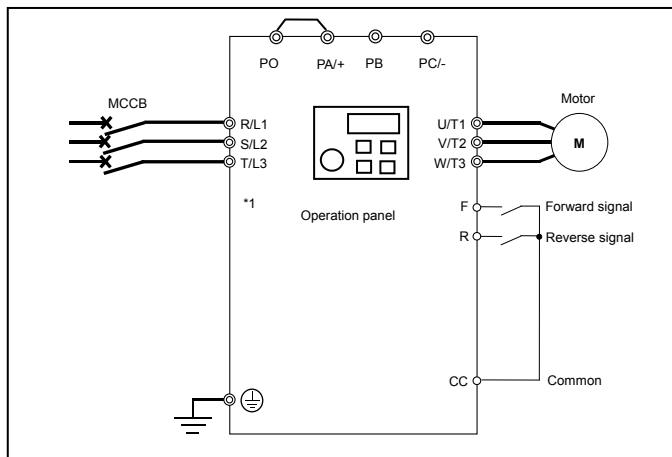 PO PA/+ PB PC/-
MCCB
Motor
R/L1
U/T1
S/L2
V/T2
M
T/L3
W/T3
*1
F
Forward signal
Operation panel
R
Reverse signal
CC
Common